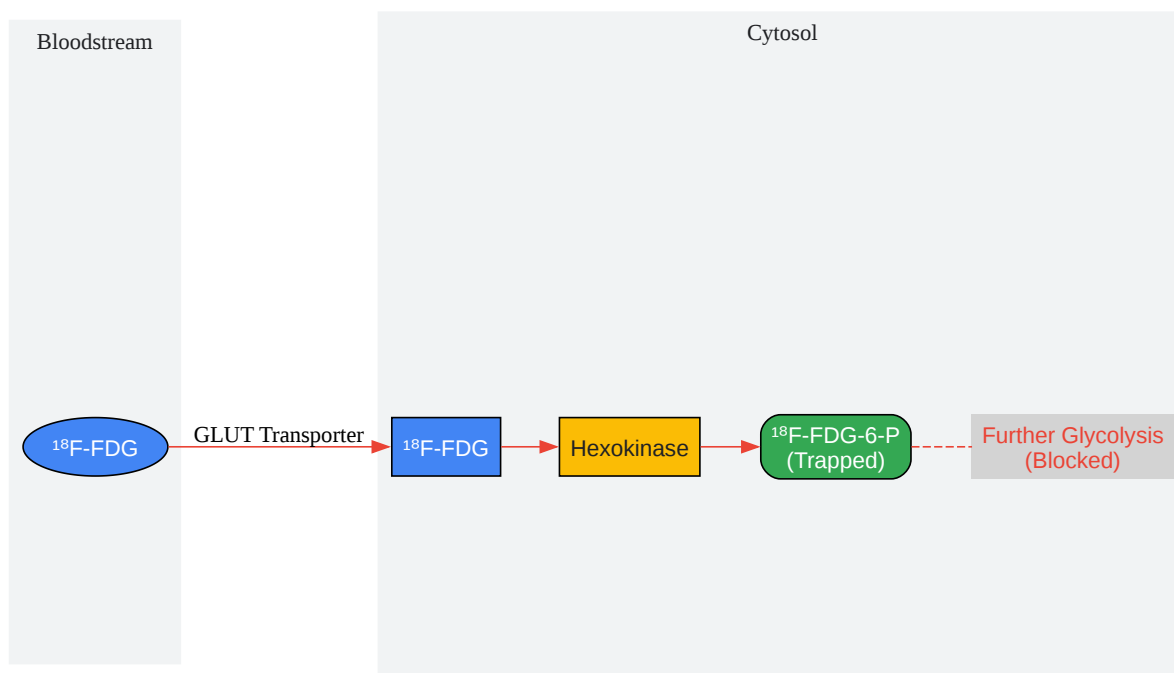 Bloodstream
Cytosol
¹⁸F-FDG
GLUT Transporter
¹⁸F-FDG
Hexokinase
¹⁸F-FDG-6-P
(Trapped)
Further Glycolysis
(Blocked)